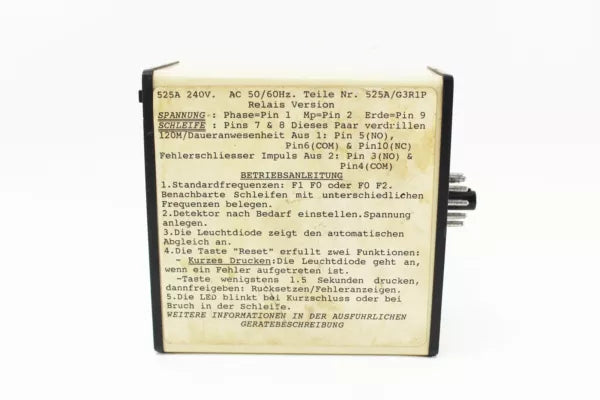 525A 240V. AC 50/60Hz. Teile Nr. 525A/G3R1P
Relais Version
SPANNUNG : Phase=Pin 1 Mp=Pin 2 Erde=Pin 9
SCHLEIFE : Pins 7 & 8 Dieses Paar verdrillen
120M/Daueranwesenheit Aus 1: Pin 5(NO),
Pin6(COM) & Pin10(NC)
Fehlerschliesser Impuls Aus 2: Pin 3(NO) &
Pin4(COM)
BETRIEBSANLEITUNG
1.Standardfrequenzen: F1 F0 oder F0 F2.
Benachbarte Schleifen mit unterschiedlichen
Frequenzen belegen.
2.Detektor nach Bedarf einstellen.Spannung
anlegen.
3.Die Leuchtdiode zeigt den automatischen
Abgleich an.
4.Die Taste "Reset" erfullt zwei Funktionen:
- Kurzes Drucken:Die Leuchtdiode geht an,
wenn ein Fehler aufgetreten ist.
-Taste wenigstens 1.5 Sekunden drucken,
dannfreigeben: Rucksetzen/Fehleranzeigen.
5.Die LED blinkt bei Kurzschluss oder bei
Bruch in der Schleife.
WEITERE INFORMATIONEN IN DER AUSFUHRLICHEN
GERATEBESCHREIBUNG